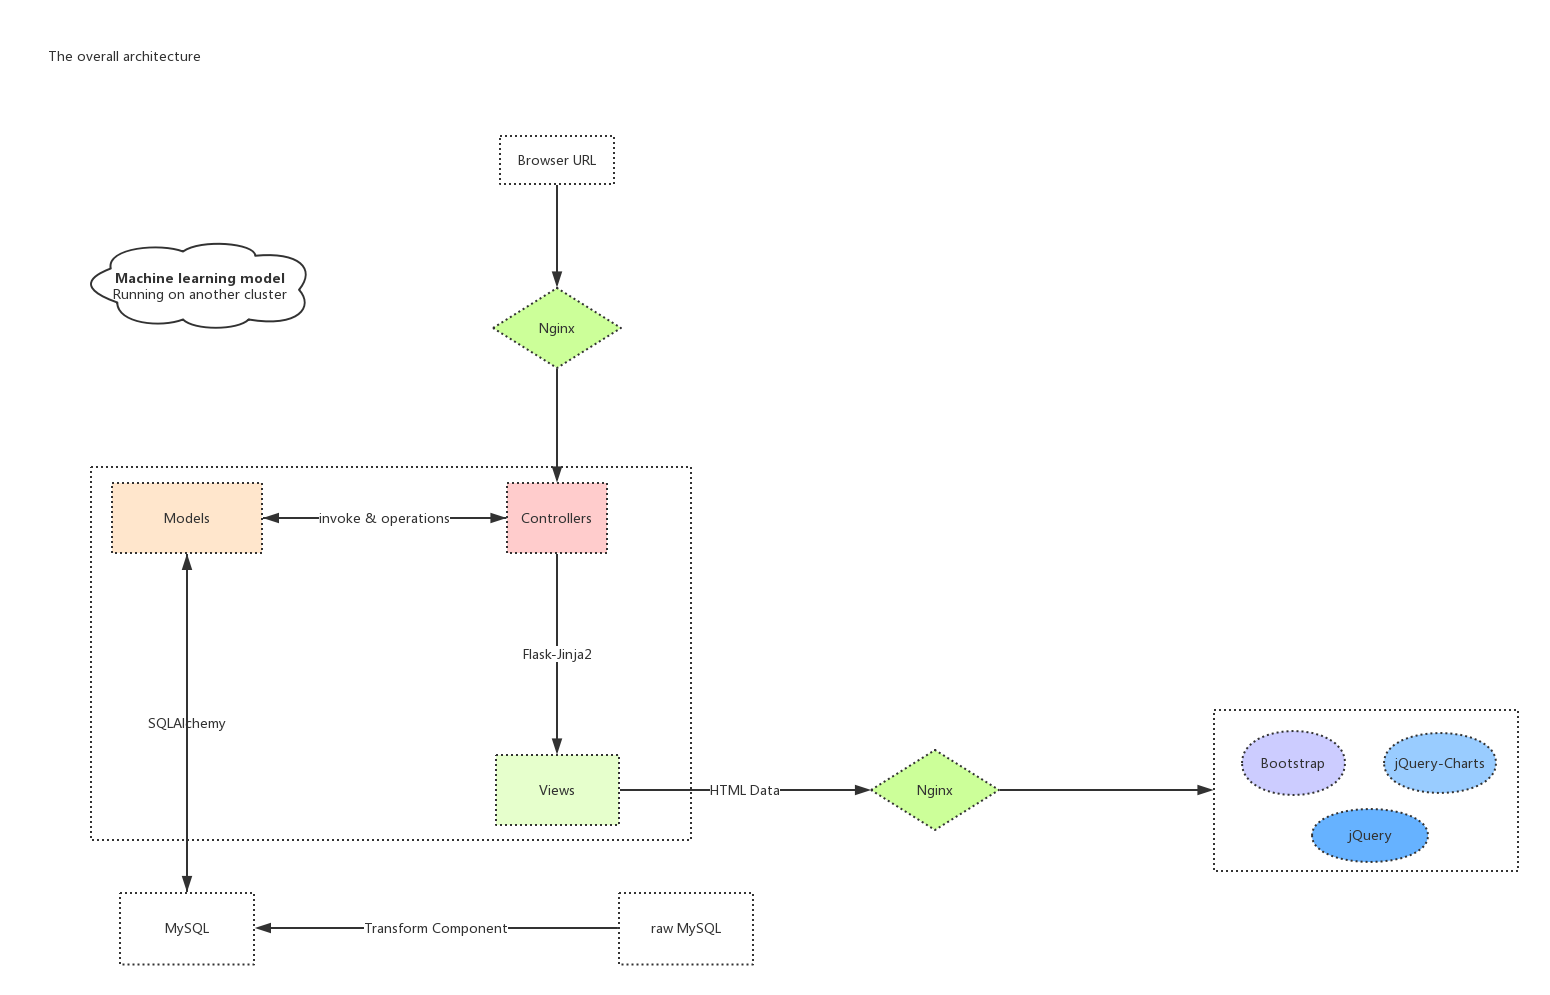 The overall architecture
Browser URL
Machine learning model
Running on another cluster
Nginx
Models
invoke & operations
Controllers
Flask-Jinja2
SQLAlchemy
Views
HTML Data
Nginx
Bootstrap
jQuery-Charts
jQuery
MySQL
Transform Component
raw MySQL